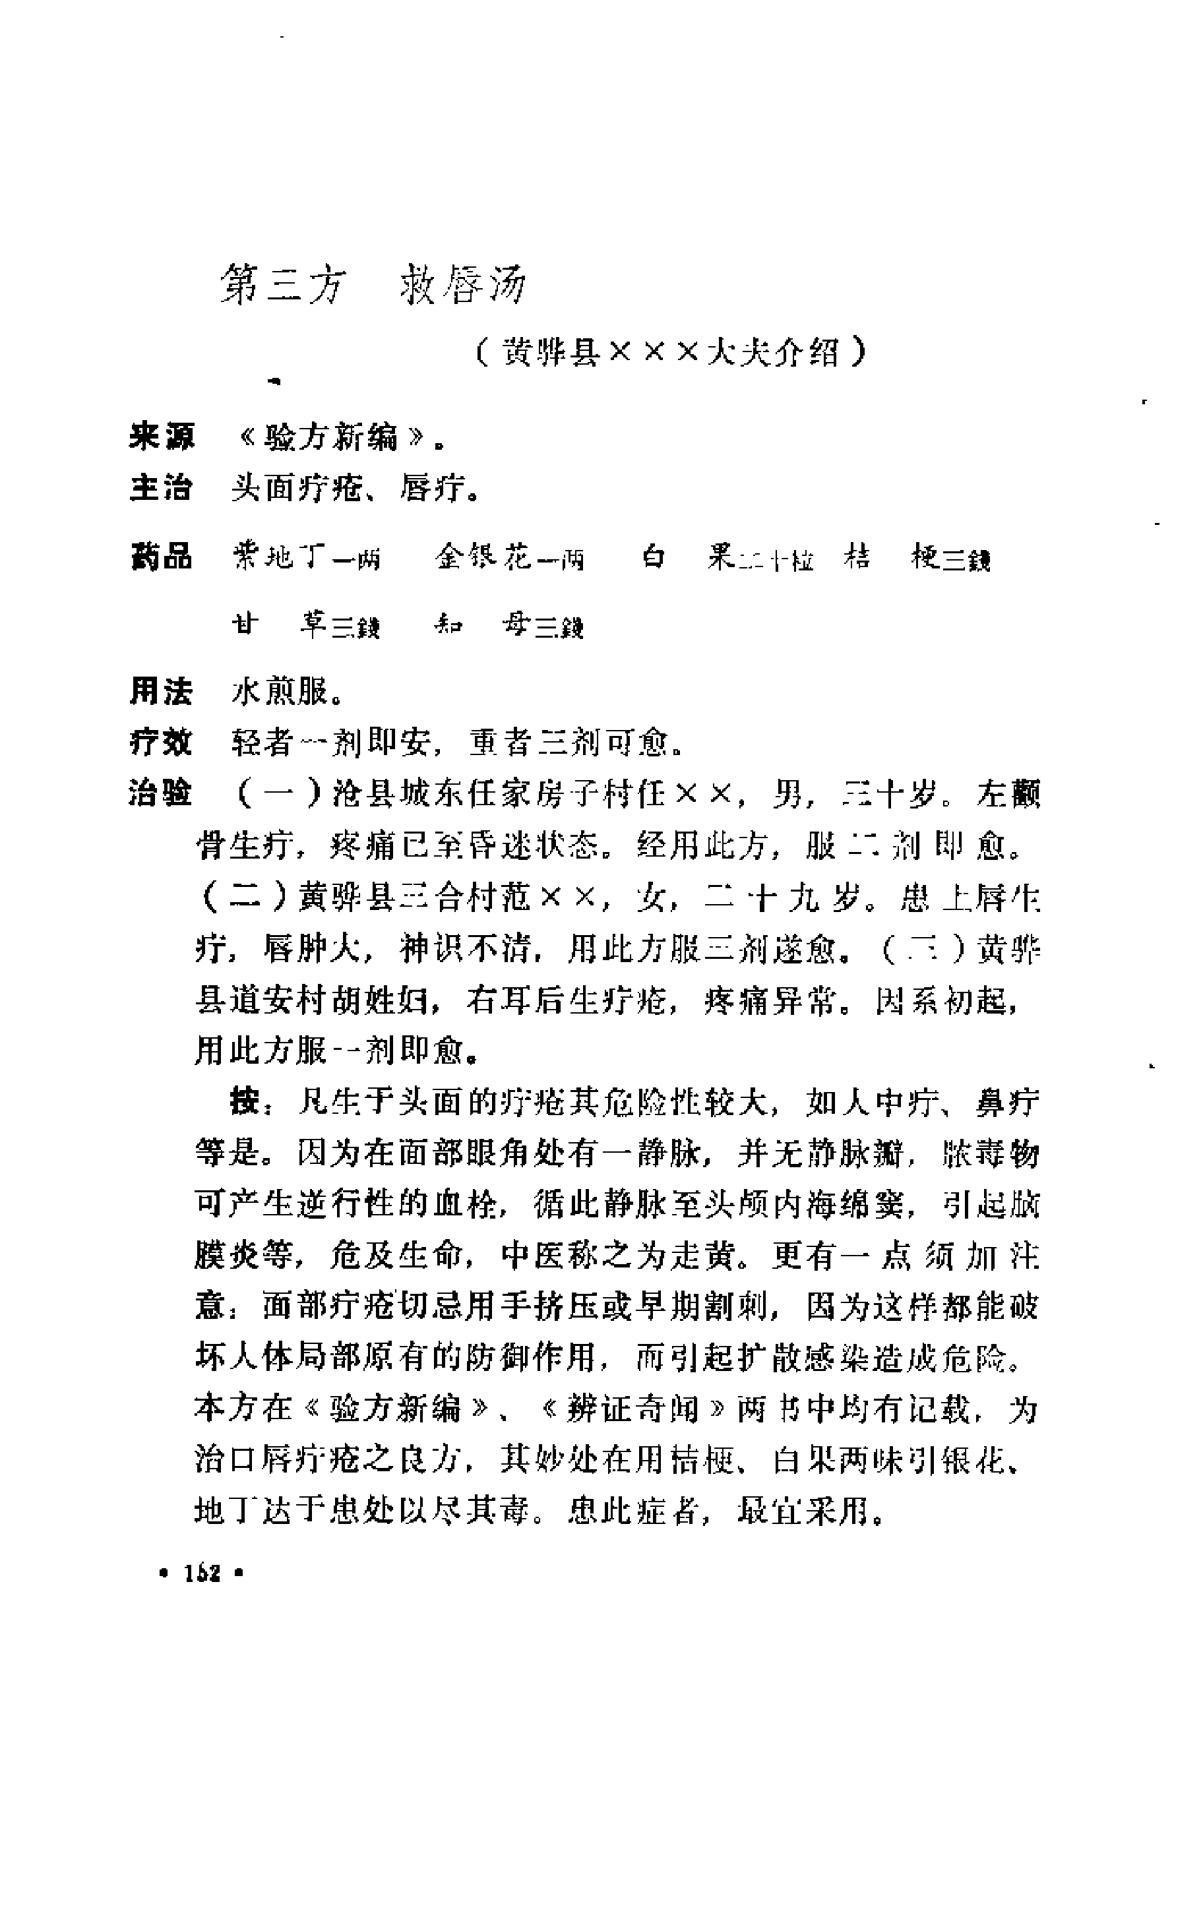 第三方　救唇汤
（黄骅县×××大夫介绍）
来源　《验方新编》。
主治　头面疔疮、唇疔。
药品　紫地丁一两　金银花一两　白　果二十粒　桔　梗三錢
甘　草三錢　知　母三錢
用法　水煎服。
疗效　轻者一剂即安，重者三剂可愈。
治验　（一）沧县城东任家房子村任××，男，三十岁。左颧
骨生疔，疼痛已至昏迷状态。经用此方，服二剂即愈。
（二）黄骅县三合村范××，女，二十九岁。患上唇生
疔，唇肿大，神识不清，用此方服三剂遂愈。（三）黄骅
县道安村胡姓妇，右耳后生疔疮，疼痛异常。因系初起，
用此方服一剂即愈。
按：凡生于头面的疔疮其危险性较大，如人中疔、鼻疔
等是。因为在面部眼角处有一静脉，并无静脉瓣，脓毒物
可产生逆行性的血栓，循此静脉至头颅内海绵窦，引起脑
膜炎等，危及生命，中医称之为走黄。更有一点须加注
意：面部疔疮切忌用手挤压或早期割刺，因为这样都能破
坏人体局部原有的防御作用，而引起扩散感染造成危险。
本方在《验方新编》、《辨证奇闻》两书中均有记载，为
治口唇疔疮之良方，其妙处在用桔梗、白果两味引银花、
地丁达于患处以尽其毒。患此症者，最宜采用。
• 152 •